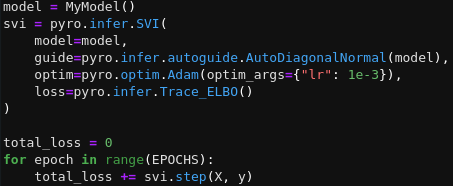 model = MyModel()
svi = pyro.infer.SVI(
    model=model,
    guide=pyro.infer.autoguide.AutoDiagonalNormal(model),
    optim=pyro.optim.Adam(optim_args={"lr": 1e-3}),
    loss=pyro.infer.Trace_ELBO()
)

total_loss = 0
for epoch in range(EPOCHS):
    total_loss += svi.step(X, y)